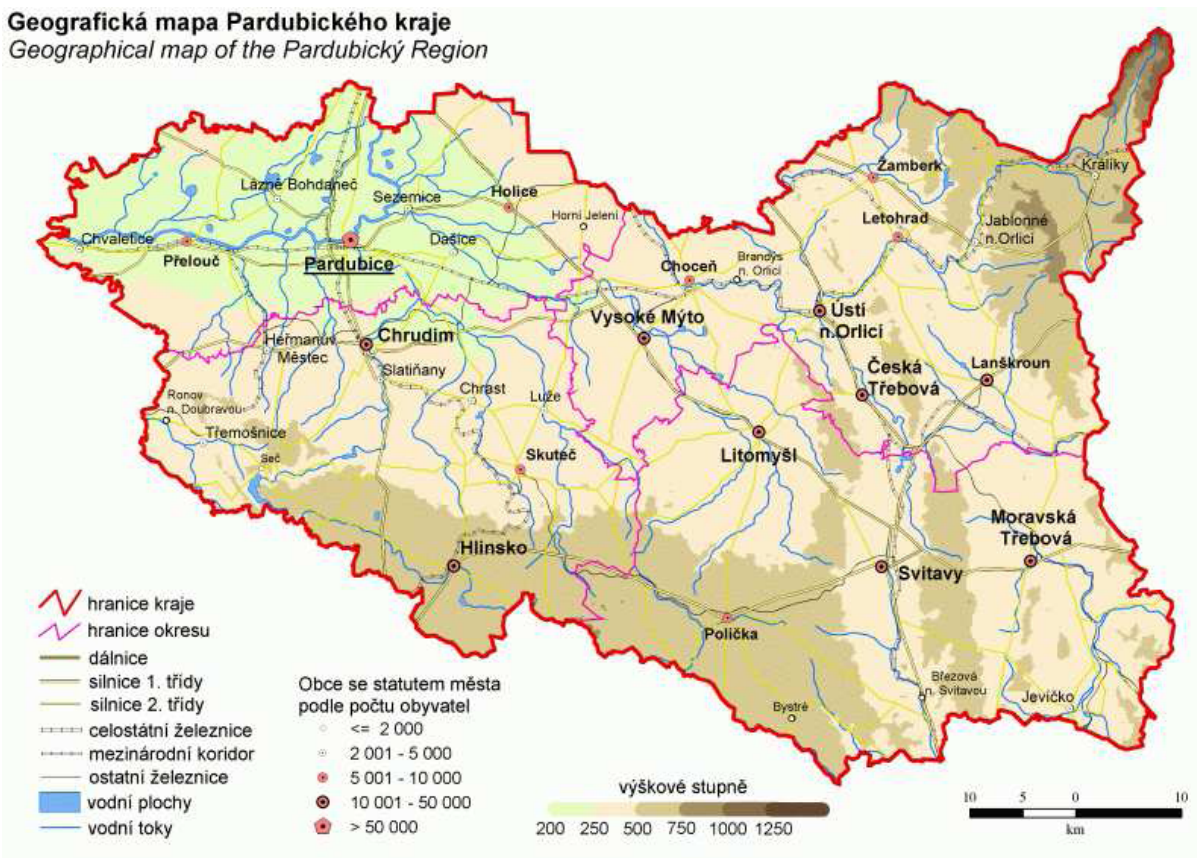 Geografická mapa Pardubického kraje
Geographical map of the Pardubický Region
Králíky
Žamberk
Lázně Bohdaneč
Sezemice
Holice
Horní Jelení
Letohrad
Jablonné
n.Orlicí
Chvaletice
Dašice
Přelouč
Pardubice
Choceň
Brandýs
n. Orlicí
Vysoké Mýto
Ústí
n.Orlicí
Heřmanův
Městec
Chrudim
Slatiňany
Česká
Třebová
Lanškroun
Ronov
n. Doubravou
Chrast
Luže
Třemošnice
Seč
Skuteč
Litomyšl
Moravská
Třebová
Hlinsko
Svitavy
Polička
Březová
n. Svitavou
Jevíčko
Bystré
hranice kraje
hranice okresu
dálnice
silnice 1. třídy
silnice 2. třídy
celostátní železnice
mezinárodní koridor
ostatní železnice
vodní plochy
vodní toky
Obce se statutem města
podle počtu obyvatel
<= 2 000
2 001 - 5 000
5 001 - 10 000
10 001 - 50 000
> 50 000
výškové stupně
200 250 500 750 1000 1250
10 5 0 10
km